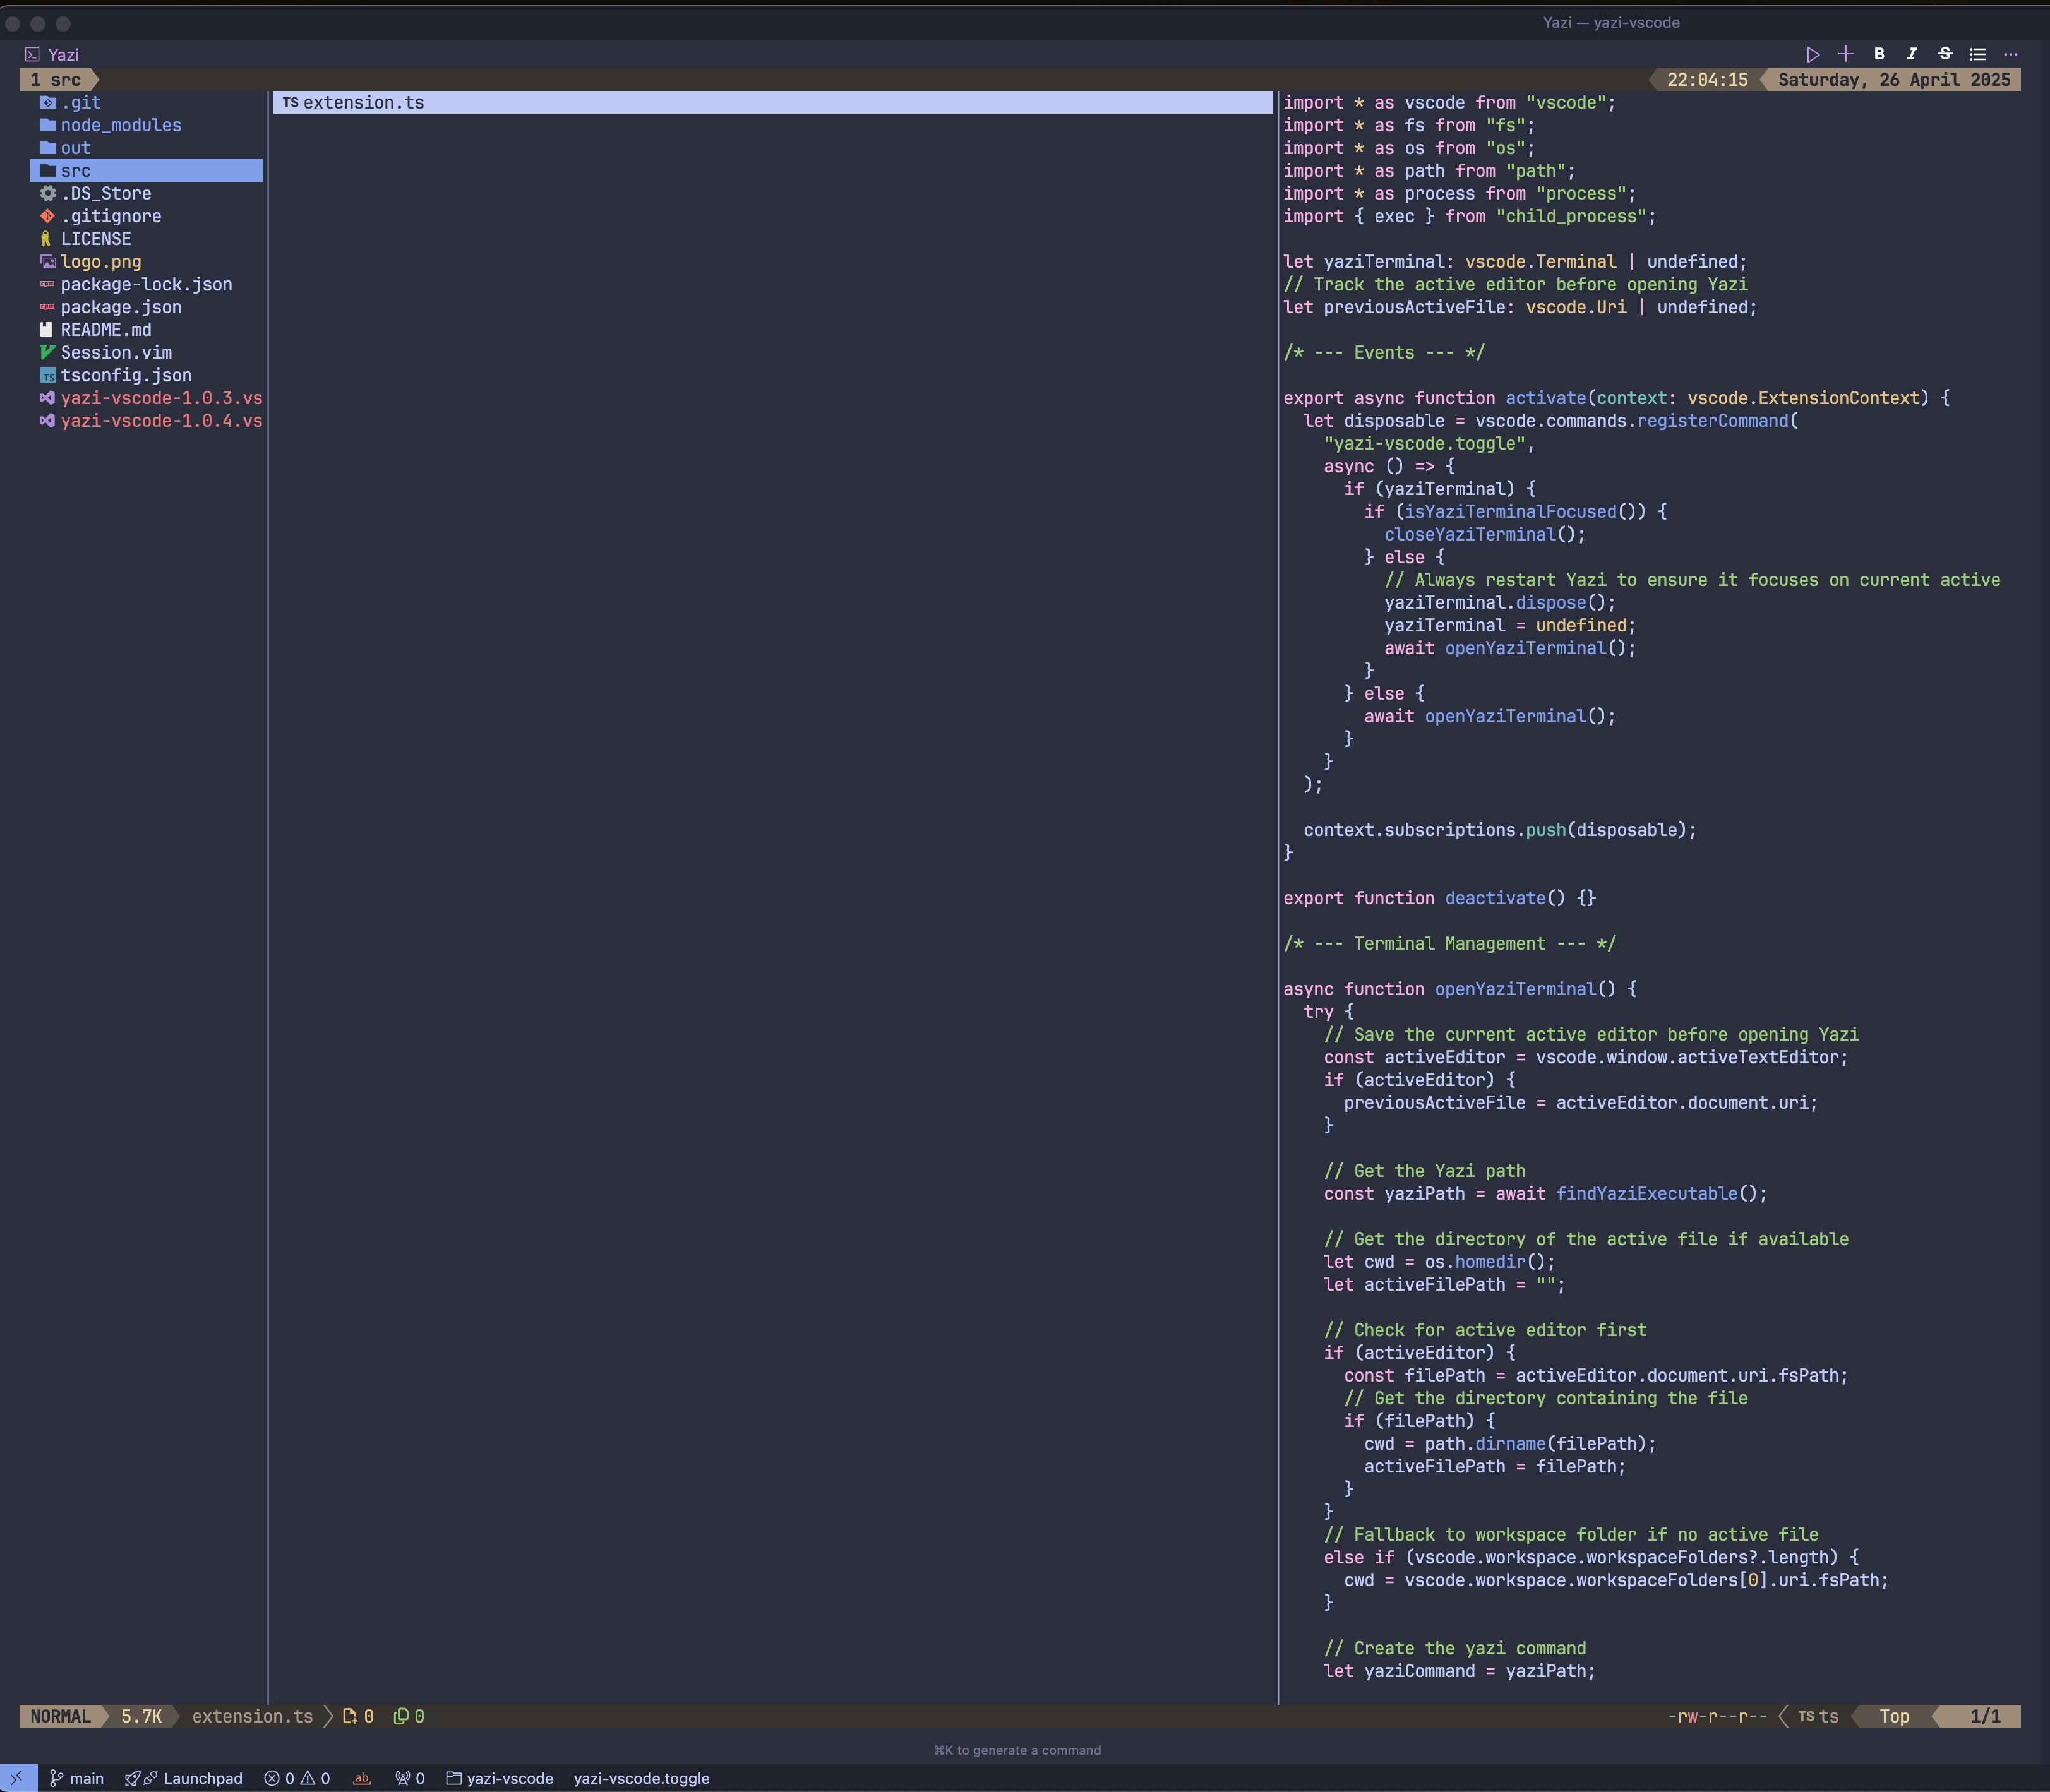 Yazi — yazi-vscode
Yazi
B I S ...
1 src
22:04:15 Saturday, 26 April 2025
.git
node_modules
out
src
.DS_Store
.gitignore
LICENSE
logo.png
package-lock.json
package.json
README.md
Session.vim
tsconfig.json
yazi-vscode-1.0.3.vs
yazi-vscode-1.0.4.vs
TS extension.ts
import * as vscode from "vscode";
import * as fs from "fs";
import * as os from "os";
import * as path from "path";
import * as process from "process";
import { exec } from "child_process";
let yaziTerminal: vscode.Terminal | undefined;
// Track the active editor before opening Yazi
let previousActiveFile: vscode.Uri | undefined;
/* --- Events --- */
export async function activate(context: vscode.ExtensionContext) {
let disposable = vscode.commands.registerCommand(
"yazi-vscode.toggle",
async () => {
if (yaziTerminal) {
if (isYaziTerminalFocused()) {
closeYaziTerminal();
} else {
// Always restart Yazi to ensure it focuses on current active
yaziTerminal.dispose();
yaziTerminal = undefined;
await openYaziTerminal();
}
} else {
await openYaziTerminal();
}
}
);
context.subscriptions.push(disposable);
}
export function deactivate() {}
/* --- Terminal Management --- */
async function openYaziTerminal() {
try {
// Save the current active editor before opening Yazi
const activeEditor = vscode.window.activeTextEditor;
if (activeEditor) {
previousActiveFile = activeEditor.document.uri;
}
// Get the Yazi path
const yaziPath = await findYaziExecutable();
// Get the directory of the active file if available
let cwd = os.homedir();
let activeFilePath = "";
// Check for active editor first
if (activeEditor) {
const filePath = activeEditor.document.uri.fsPath;
// Get the directory containing the file
if (filePath) {
cwd = path.dirname(filePath);
activeFilePath = filePath;
}
}
// Fallback to workspace folder if no active file
else if (vscode.workspace.workspaceFolders?.length) {
cwd = vscode.workspace.workspaceFolders[0].uri.fsPath;
}
// Create the yazi command
let yaziCommand = yaziPath;
NORMAL 5.7K extension.ts 0 0
-rw-r--r-- TS ts Top 1/1
⌘K to generate a command
main Launchpad 0 0 ab 0 yazi-vscode yazi-vscode.toggle